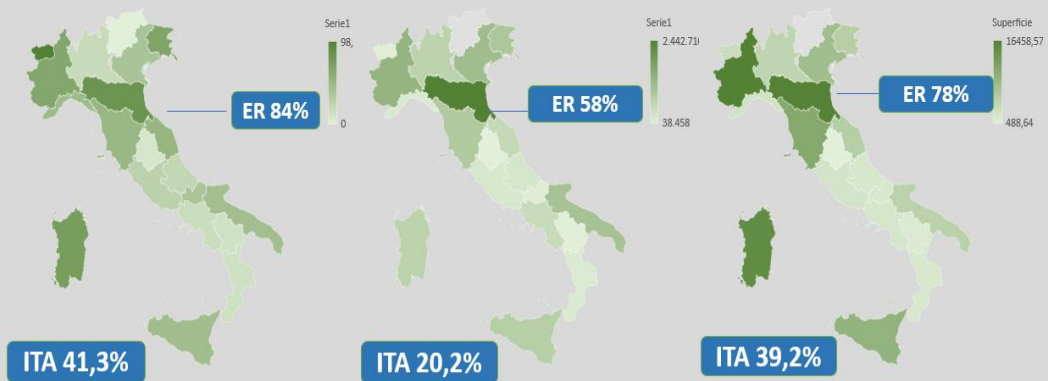 Serie1
98,
0
ER 84%
ITA 41,3%
Serie1
2.442.710
38.458
ER 58%
ITA 20,2%
Superficie
16458,57
488,64
ER 78%
ITA 39,2%